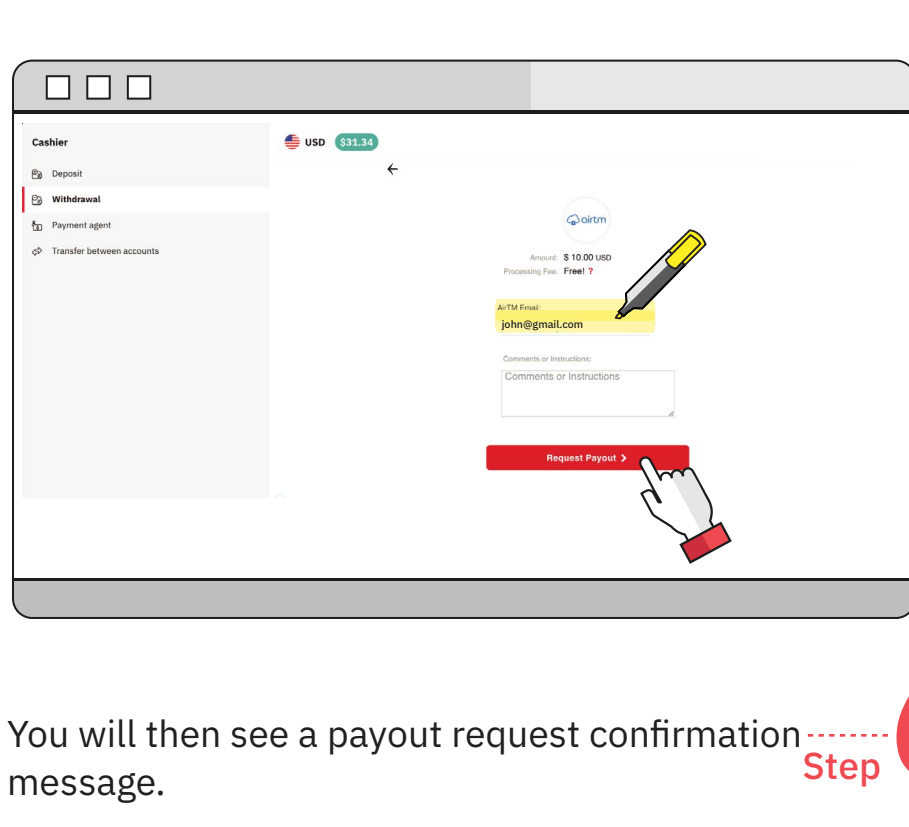 Cashier
USD $31.34
Deposit
Withdrawal
Payment agent
Transfer between accounts
airtm
Amount: $ 10.00 USD
Processing Fee: Free! ?
AirTM Email:
john@gmail.com
Comments or Instructions:
Comments or Instructions
Request Payout
You will then see a payout request confirmation
message.
Step